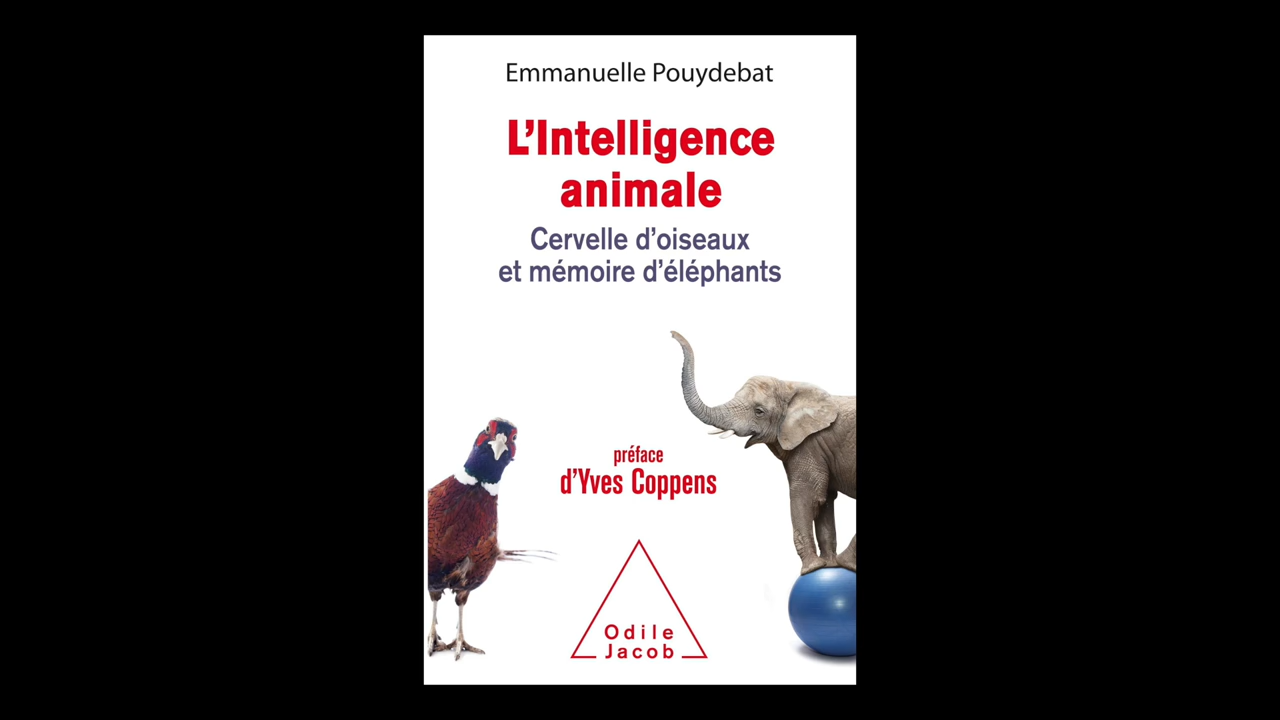 Emmanuelle Pouydebat
L’Intelligence
animale
Cervelle d’oiseaux
et mémoire d’éléphants
préface
d’Yves Coppens
Odile
Jacob